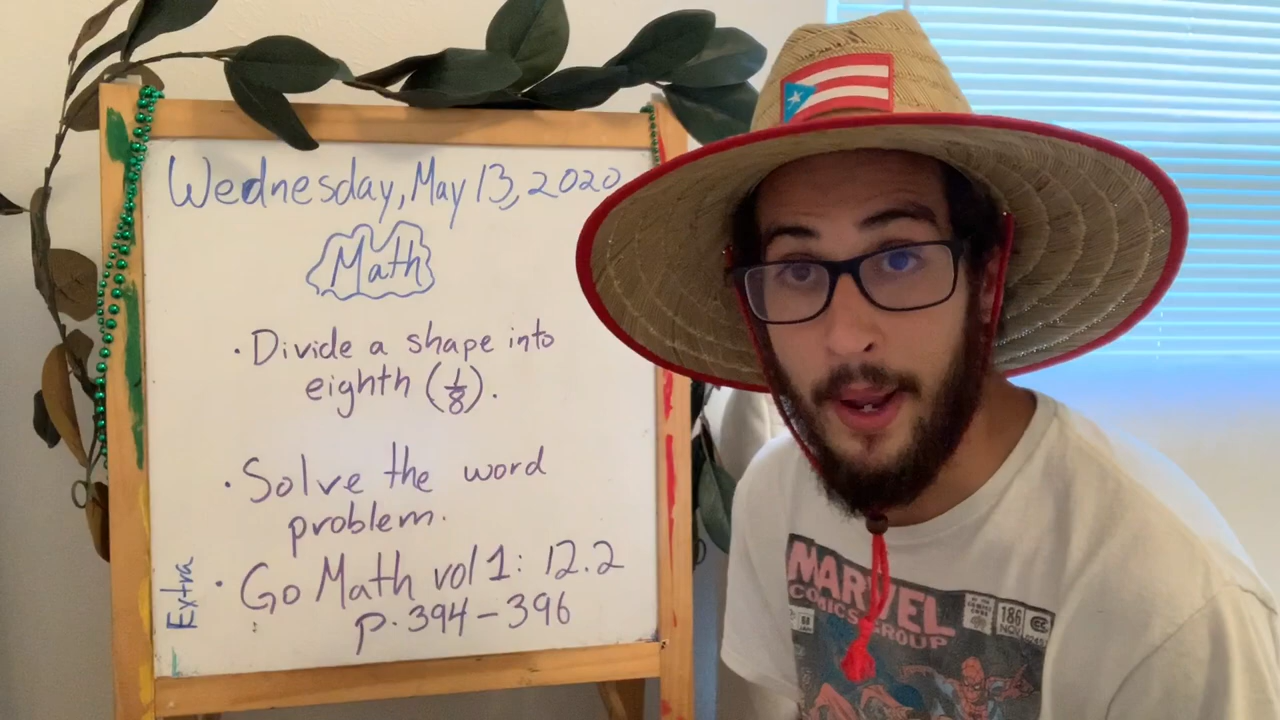 Wednesday, May 13, 2020
Math
· Divide a shape into
eighth (1/8).
· Solve the word
problem.
Extra
· Go Math vol 1: 12.2
p. 394-396
MARVEL
COMICS GROUP
186
NOV